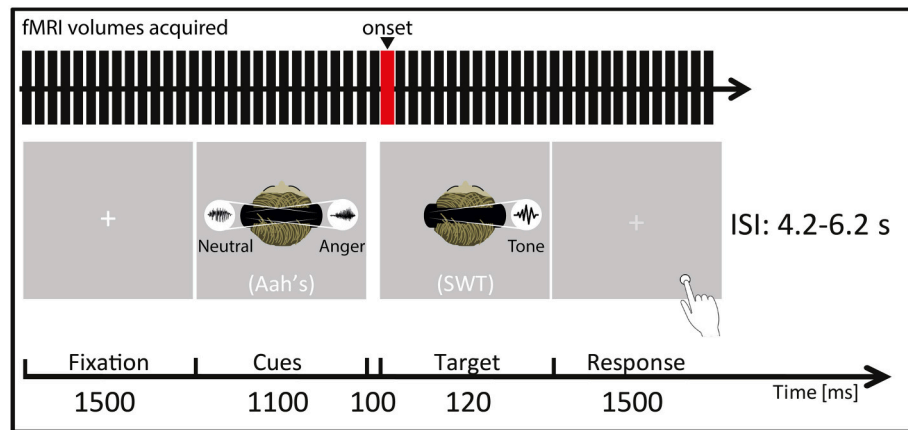 fMRI volumes acquired
onset
Neutral
Anger
(Aah's)
Tone
(SWT)
ISI: 4.2-6.2 s
Fixation
Cues
Target
Response
1500
1100
100
120
1500
Time [ms]